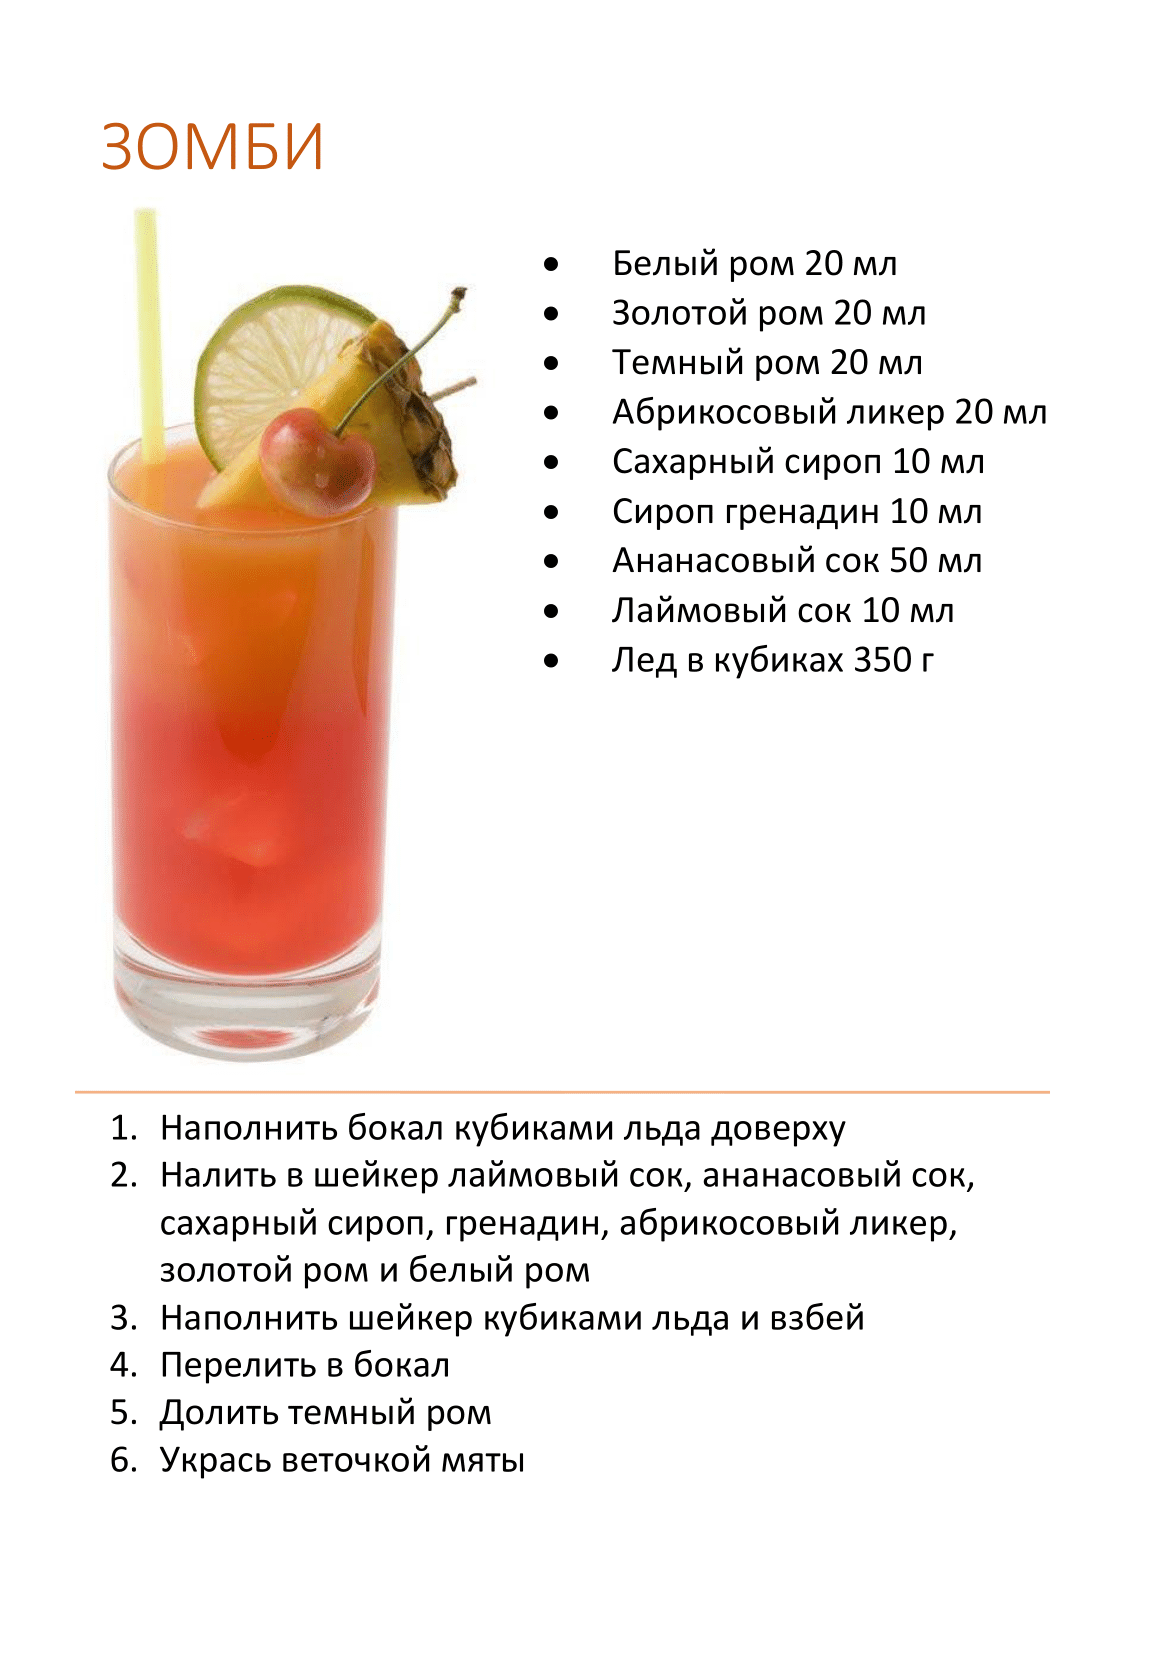 ЗОМБИ
• Белый ром 20 мл
• Золотой ром 20 мл
• Темный ром 20 мл
• Абрикосовый ликер 20 мл
• Сахарный сироп 10 мл
• Сироп гренадин 10 мл
• Ананасовый сок 50 мл
• Лаймовый сок 10 мл
• Лед в кубиках 350 г
1. Наполнить бокал кубиками льда доверху
2. Налить в шейкер лаймовый сок, ананасовый сок,
сахарный сироп, гренадин, абрикосовый ликер,
золотой ром и белый ром
3. Наполнить шейкер кубиками льда и взбей
4. Перелить в бокал
5. Долить темный ром
6. Укрась веточкой мяты